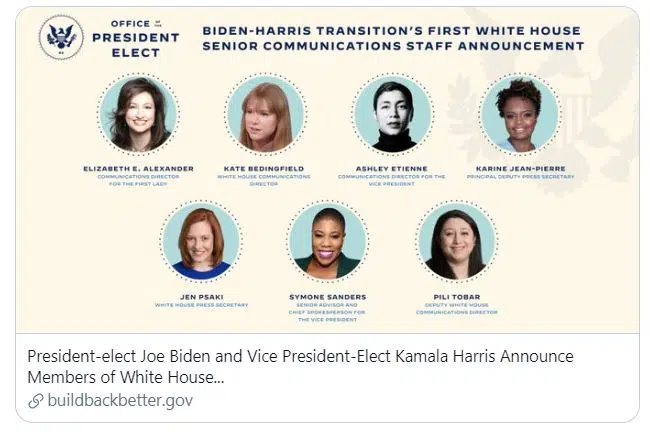 OFFICE OF THE
PRESIDENT
ELECT
BIDEN-HARRIS TRANSITION'S FIRST WHITE HOUSE
SENIOR COMMUNICATIONS STAFF ANNOUNCEMENT
ELIZABETH E. ALEXANDER
COMMUNICATIONS DIRECTOR
FOR THE FIRST LADY
KATE BEDINGFIELD
WHITE HOUSE COMMUNICATIONS
DIRECTOR
ASHLEY ETIENNE
COMMUNICATIONS DIRECTOR FOR THE
VICE PRESIDENT
KARINE JEAN-PIERRE
PRINCIPAL DEPUTY PRESS SECRETARY
JEN PSAKI
WHITE HOUSE PRESS SECRETARY
SYMONE SANDERS
SENIOR ADVISOR AND
CHIEF SPOKESPERSON FOR
THE VICE PRESIDENT
PILI TOBAR
DEPUTY WHITE HOUSE
COMMUNICATIONS DIRECTOR
President-elect Joe Biden and Vice President-Elect Kamala Harris Announce
Members of White House...
buildbackbetter.gov